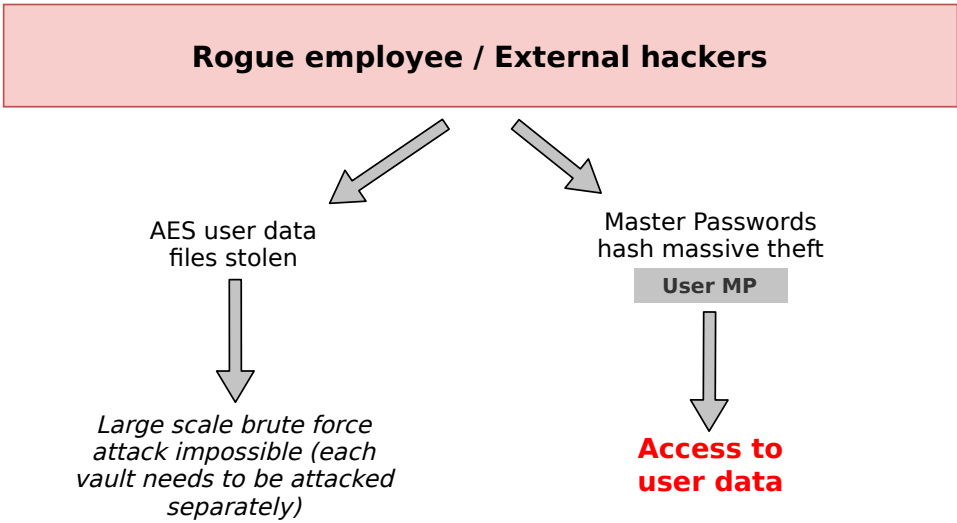 Rogue employee / External hackers
AES user data
files stolen
Master Passwords
hash massive theft
User MP
Large scale brute force
attack impossible (each
vault needs to be attacked
separately)
Access to
user data